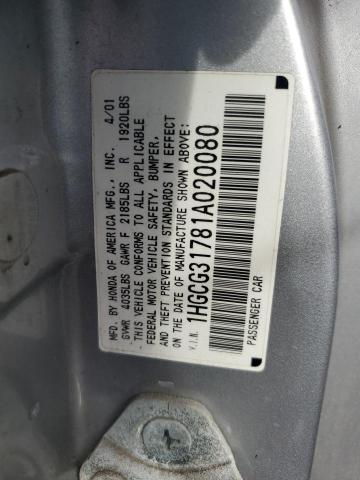 MFD. BY HONDA OF AMERICA MFG., INC. 4/01
GVWR 4035LBS GAWR F 2185LBS R 1920LBS
THIS VEHICLE CONFORMS TO ALL APPLICABLE
FEDERAL MOTOR VEHICLE SAFETY, BUMPER,
AND THEFT PREVENTION STANDARDS IN EFFECT
ON THE DATE OF MANUFACTURE SHOWN ABOVE:
V.I.N. 1HGCG31781A020080
PASSENGER CAR